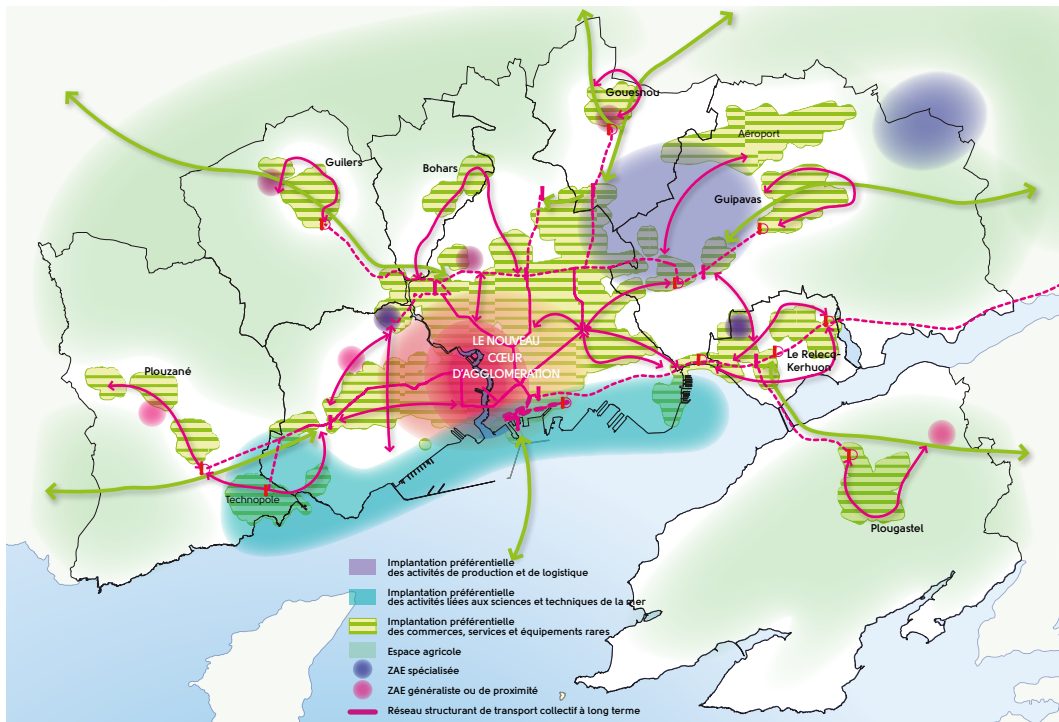 Gouesnou
Aéroport
Guilers
Bohars
Guipavas
LE NOUVEAU
CŒUR
D'AGGLOMÉRATION
Le Relecq-
Kerhuon
Plouzané
Technopole
Plougastel
Implantation préférentielle
des activités de production et de logistique
Implantation préférentielle
des activités liées aux sciences et techniques de la mer
Implantation préférentielle
des commerces, services et équipements rares
Espace agricole
ZAE spécialisée
ZAE généraliste ou de proximité
Réseau structurant de transport collectif à long terme